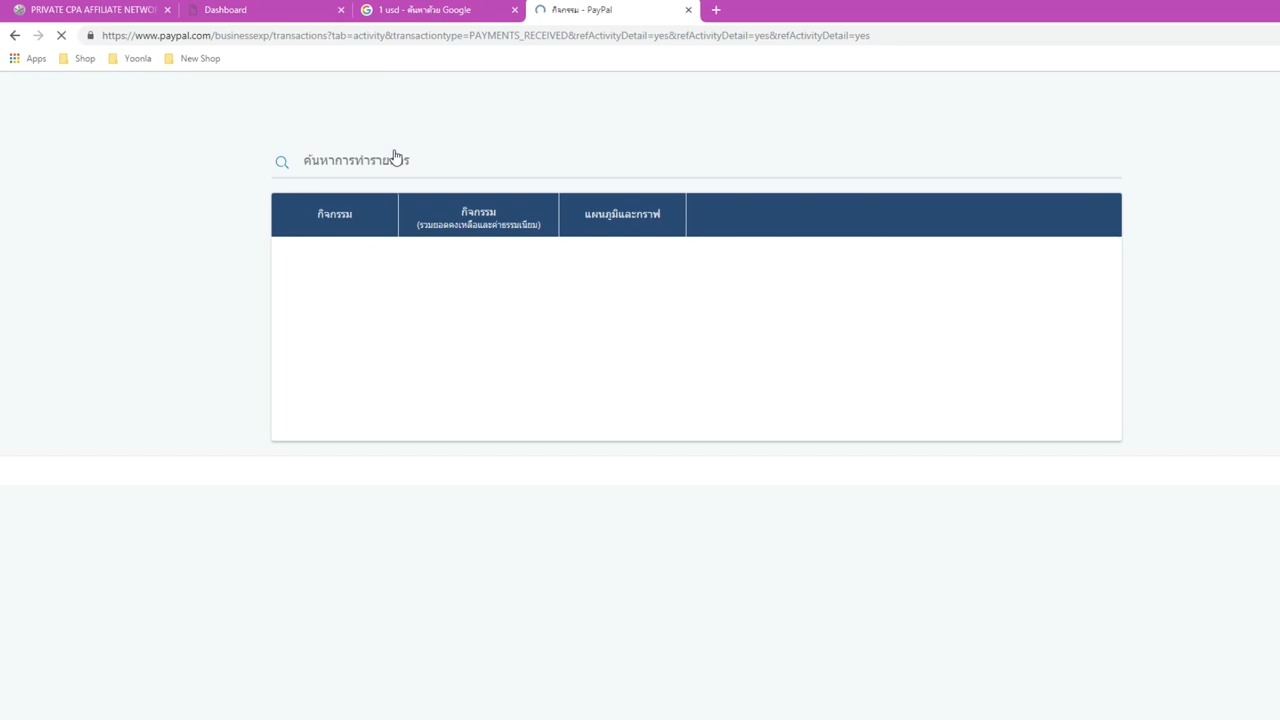 PRIVATE CPA AFFILIATE NETWOR
Dashboard
1 usd - ค้นหาด้วย Google
กิจกรรม - PayPal
https://www.paypal.com/businessexp/transactions?tab=activity&transactiontype=PAYMENTS_RECEIVED&refActivityDetail=yes&refActivityDetail=yes&refActivityDetail=yes
Apps
Shop
Yoonla
New Shop
ค้นหาการทำรายการ
กิจกรรม
กิจกรรม
(รวมยอดคงเหลือและค่าธรรมเนียม)
แผนภูมิและกราฟ